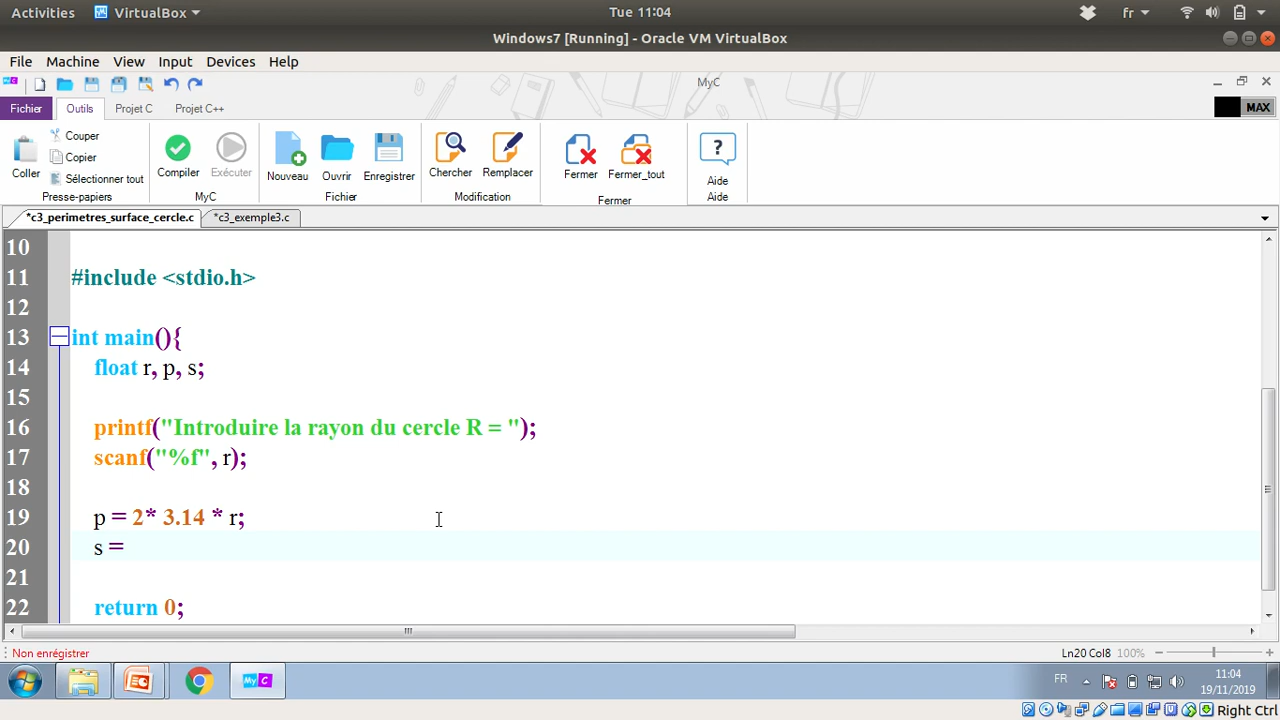 Activities VirtualBox Tue 11:04 fr
Windows7 [Running] - Oracle VM VirtualBox
File Machine View Input Devices Help
MyC
Fichier Outils Projet C Projet C++ MAX
Coller Couper Copier Sélectionner tout Compiler Exécuter Nouveau Ouvrir Enregistrer Chercher Remplacer Fermer Fermer_tout Aide
Presse-papiers MyC Fichier Modification Fermer Aide
*c3_perimetres_surface_cercle.c *c3_exemple3.c
10
11 #include <stdio.h>
12
13 int main(){
14 float r, p, s;
15
16 printf("Introduire la rayon du cercle R = ");
17 scanf("%f", r);
18
19 p = 2* 3.14 * r;
20 s =
21
22 return 0;
Non enrégistrer Ln20 Col8 100%
FR 11:04
19/11/2019
Right Ctrl